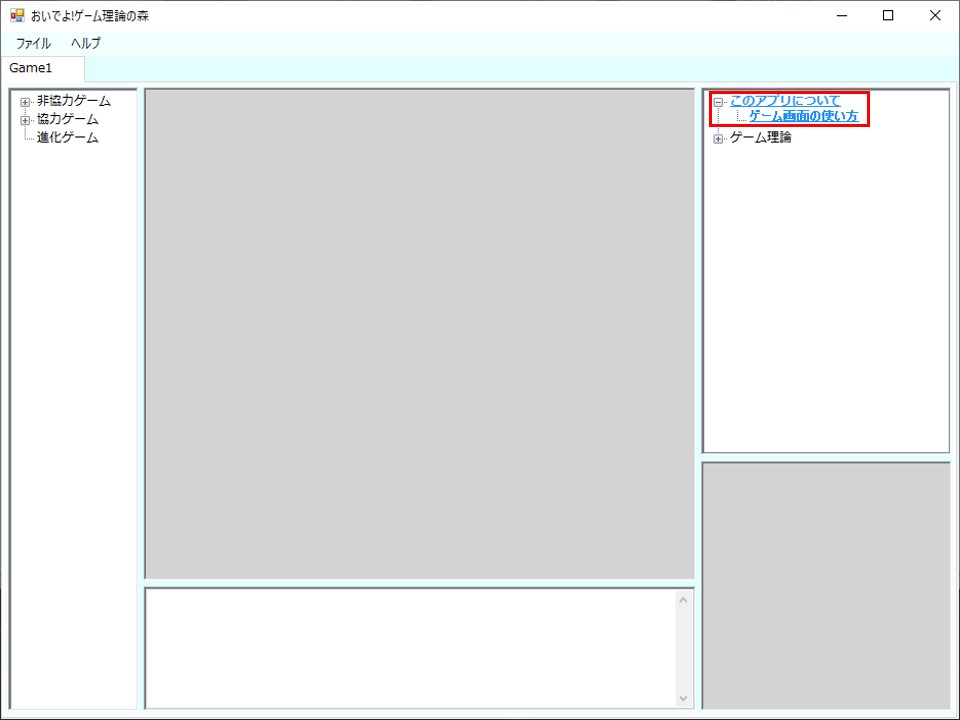 おいでよ!ゲーム理論の森
ファイル ヘルプ
Game1
非協力ゲーム
協力ゲーム
進化ゲーム
このアプリについて
ゲーム画面の使い方
ゲーム理論